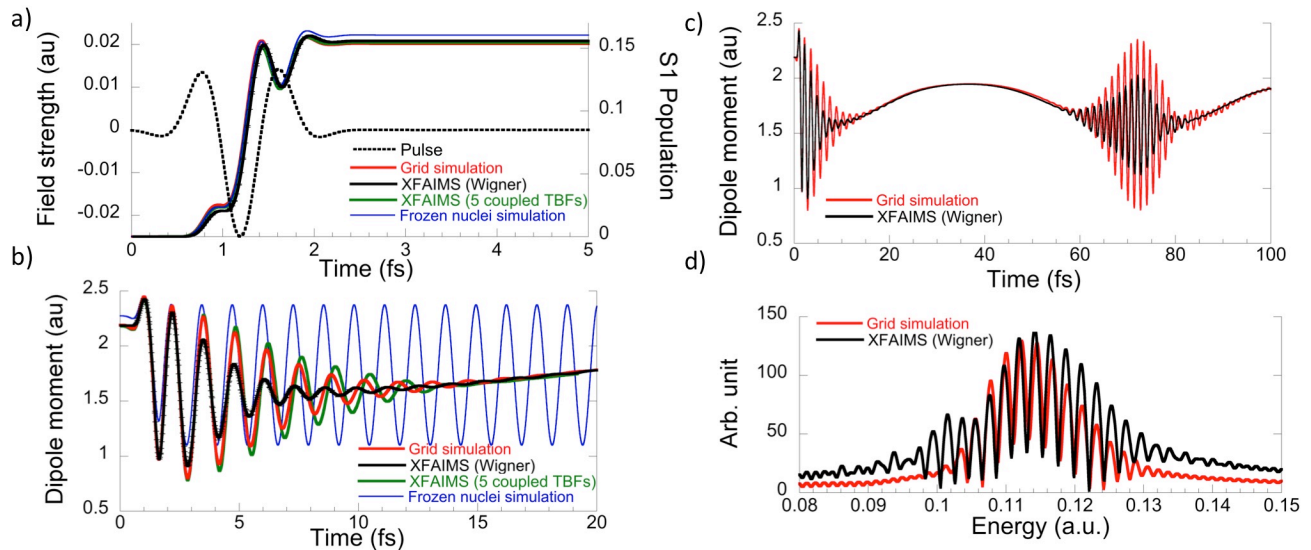 a)
Field strength (au)
0.02
0.01
0
-0.01
-0.02
0.15
0.1
0.05
0
S1 Population
Pulse
Grid simulation
XFAIMS (Wigner)
XFAIMS (5 coupled TBFs)
Frozen nuclei simulation
0 1 2 3 4 5
Time (fs)
b)
Dipole moment (au)
2.5
2
1.5
1
0.5
Grid simulation
XFAIMS (Wigner)
XFAIMS (5 coupled TBFs)
Frozen nuclei simulation
0 5 10 15 20
Time (fs)
c)
Dipole moment (au)
2.5
2
1.5
1
0.5
Grid simulation
XFAIMS (Wigner)
0 20 40 60 80 100
Time (fs)
d)
Arb. unit
150
100
50
0
Grid simulation
XFAIMS (Wigner)
0.08 0.09 0.1 0.11 0.12 0.13 0.14 0.15
Energy (a.u.)